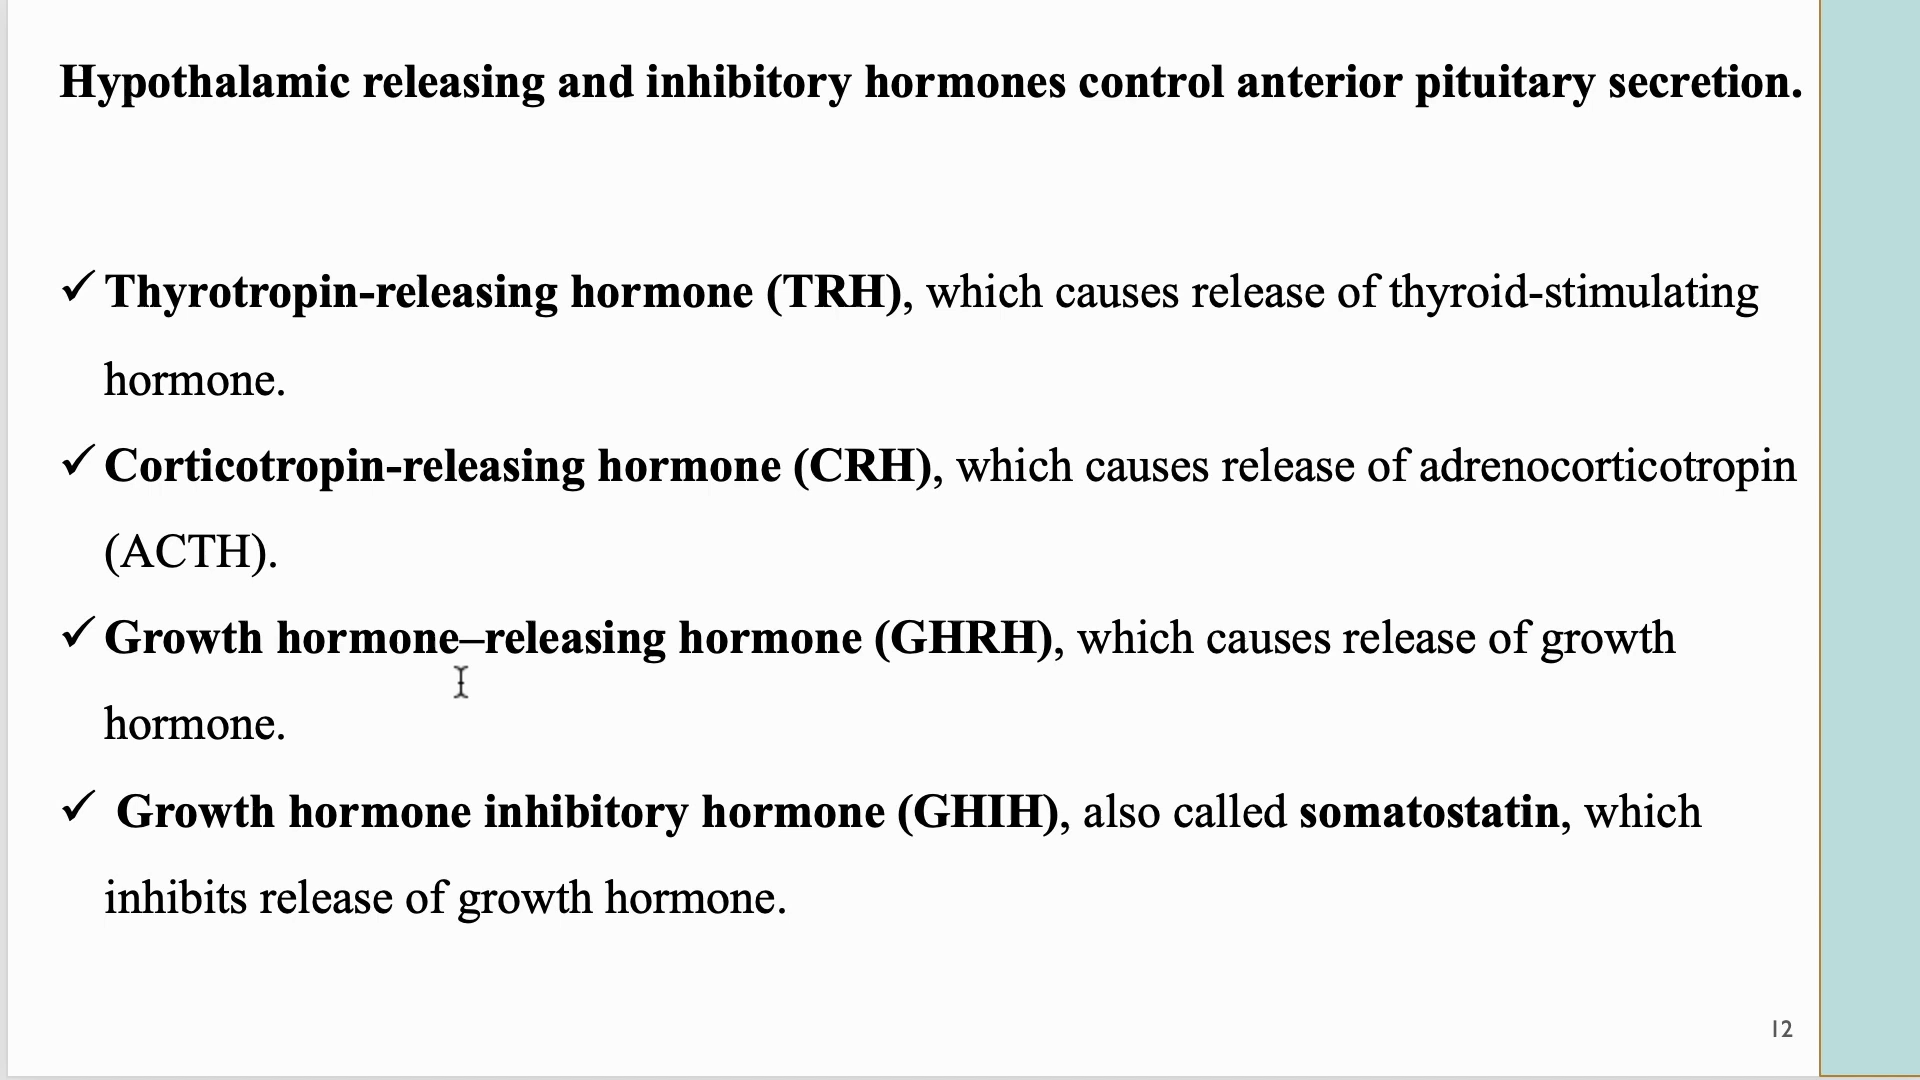 Hypothalamic releasing and inhibitory hormones control anterior pituitary secretion.
✓ Thyrotropin-releasing hormone (TRH), which causes release of thyroid-stimulating
hormone.
✓ Corticotropin-releasing hormone (CRH), which causes release of adrenocorticotropin
(ACTH).
✓ Growth hormone–releasing hormone (GHRH), which causes release of growth
hormone.
✓ Growth hormone inhibitory hormone (GHIH), also called somatostatin, which
inhibits release of growth hormone.
12